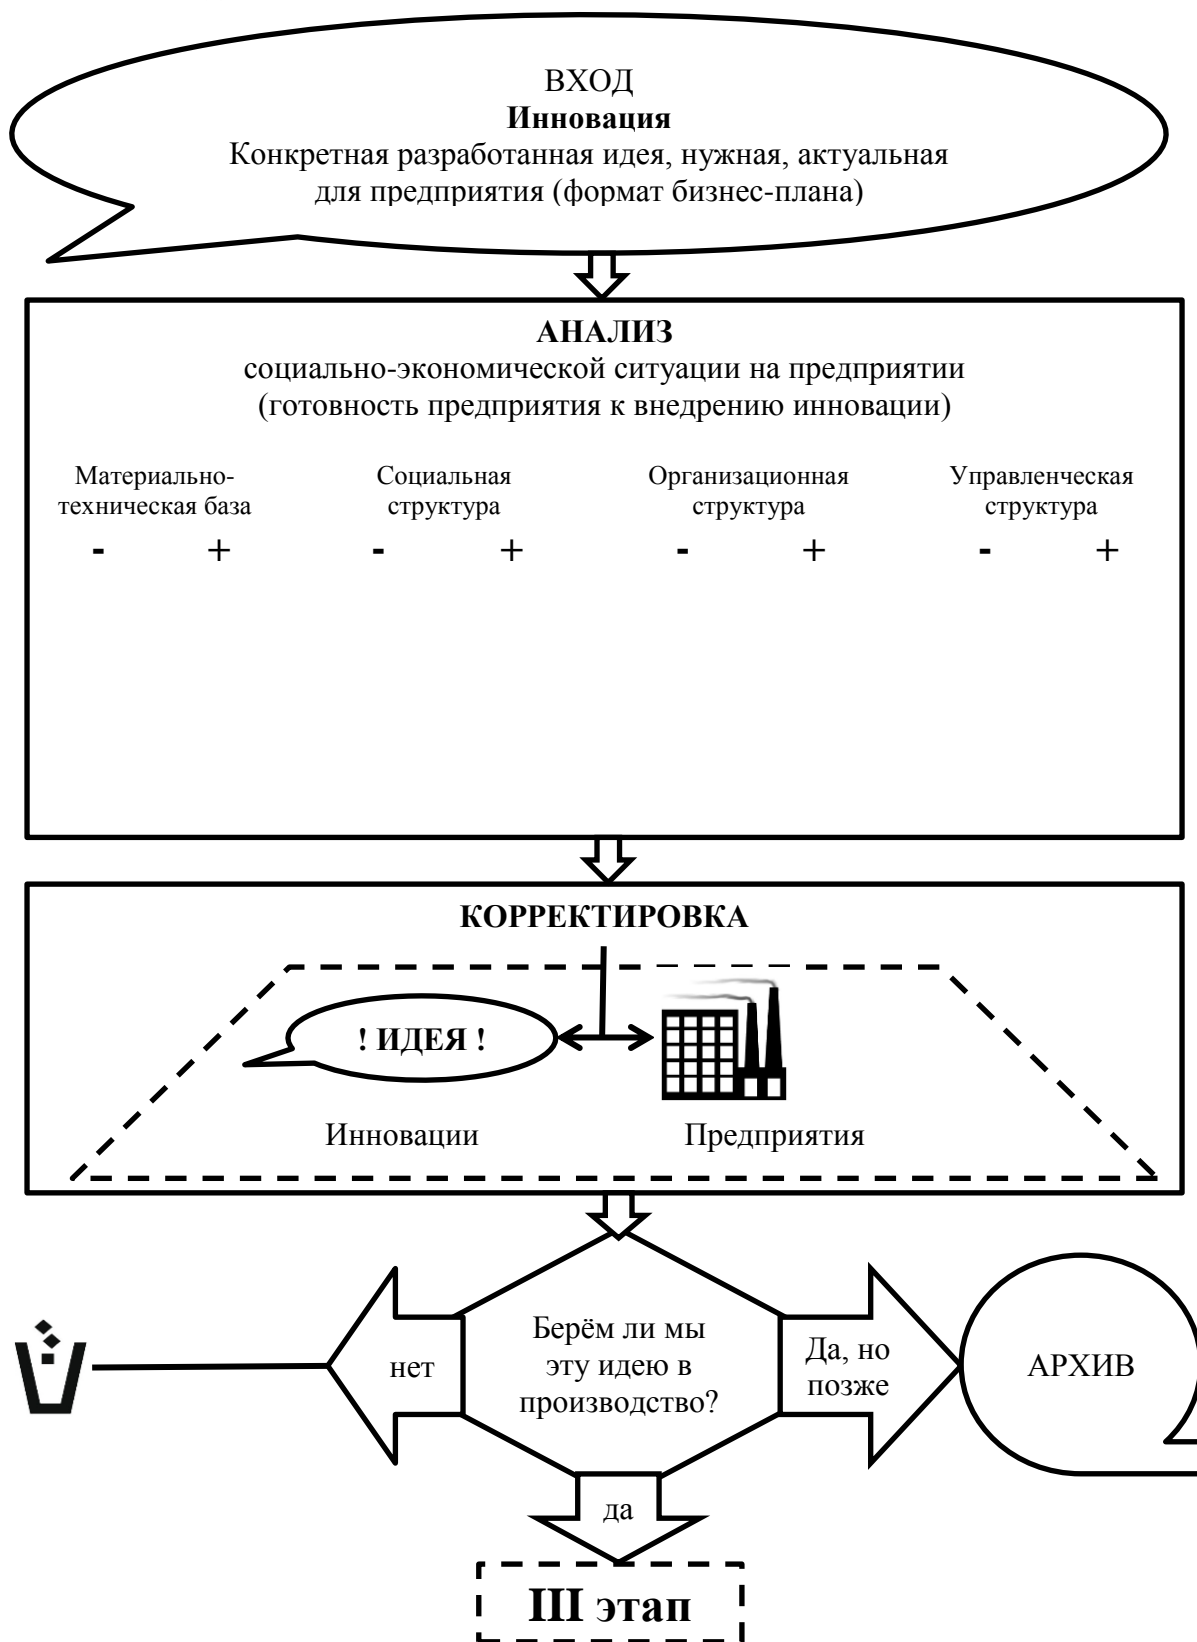 ВХОД
Инновация
Конкретная разработанная идея, нужная, актуальная
для предприятия (формат бизнес-плана)
АНАЛИЗ
социально-экономической ситуации на предприятии
(готовность предприятия к внедрению инновации)
Материально-
техническая база
- +
Социальная
структура
- +
Организационная
структура
- +
Управленческая
структура
- +
КОРРЕКТИРОВКА
! ИДЕЯ !
Инновации
Предприятия
Берём ли мы
эту идею в
производство?
нет
Да, но
позже
АРХИВ
да
III этап